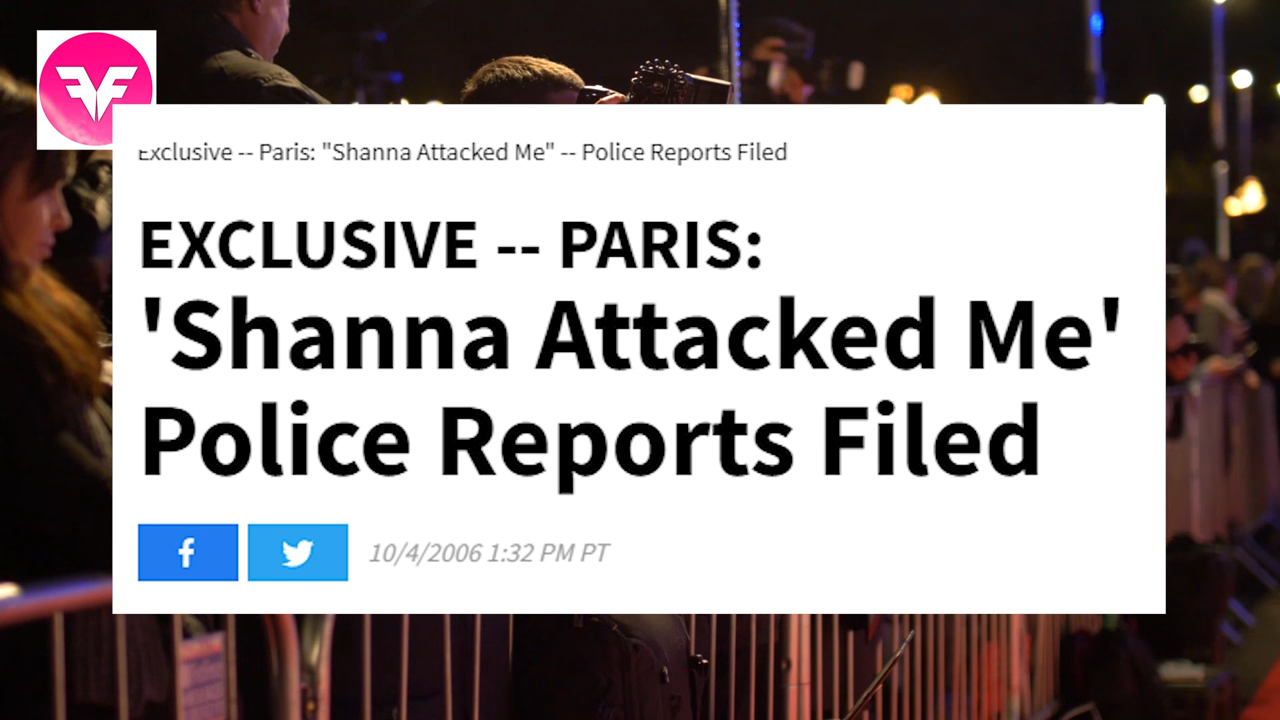 Exclusive -- Paris: "Shanna Attacked Me" -- Police Reports Filed
EXCLUSIVE -- PARIS:
'Shanna Attacked Me'
Police Reports Filed
10/4/2006 1:32 PM PT